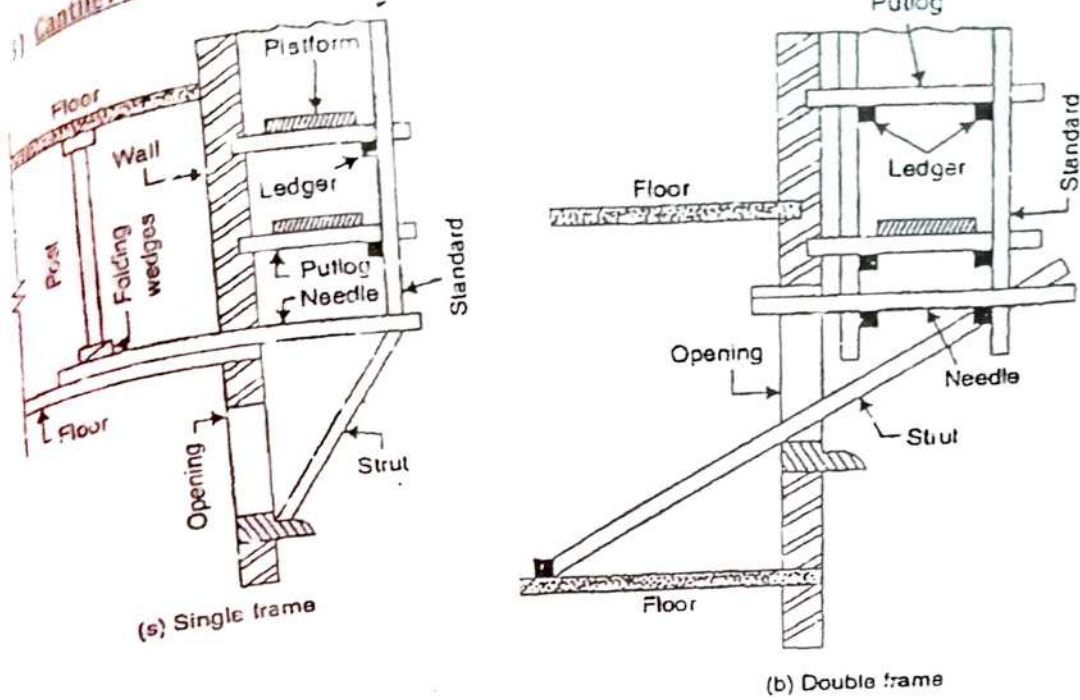 Platform
Floor
Wall
Ledger
Post
Folding
wedges
Putlog
Needle
Standard
Floor
Opening
Strut
(s) Single frame
Putlog
Ledger
Standard
Floor
Opening
Needle
Strut
Floor
(b) Double frame